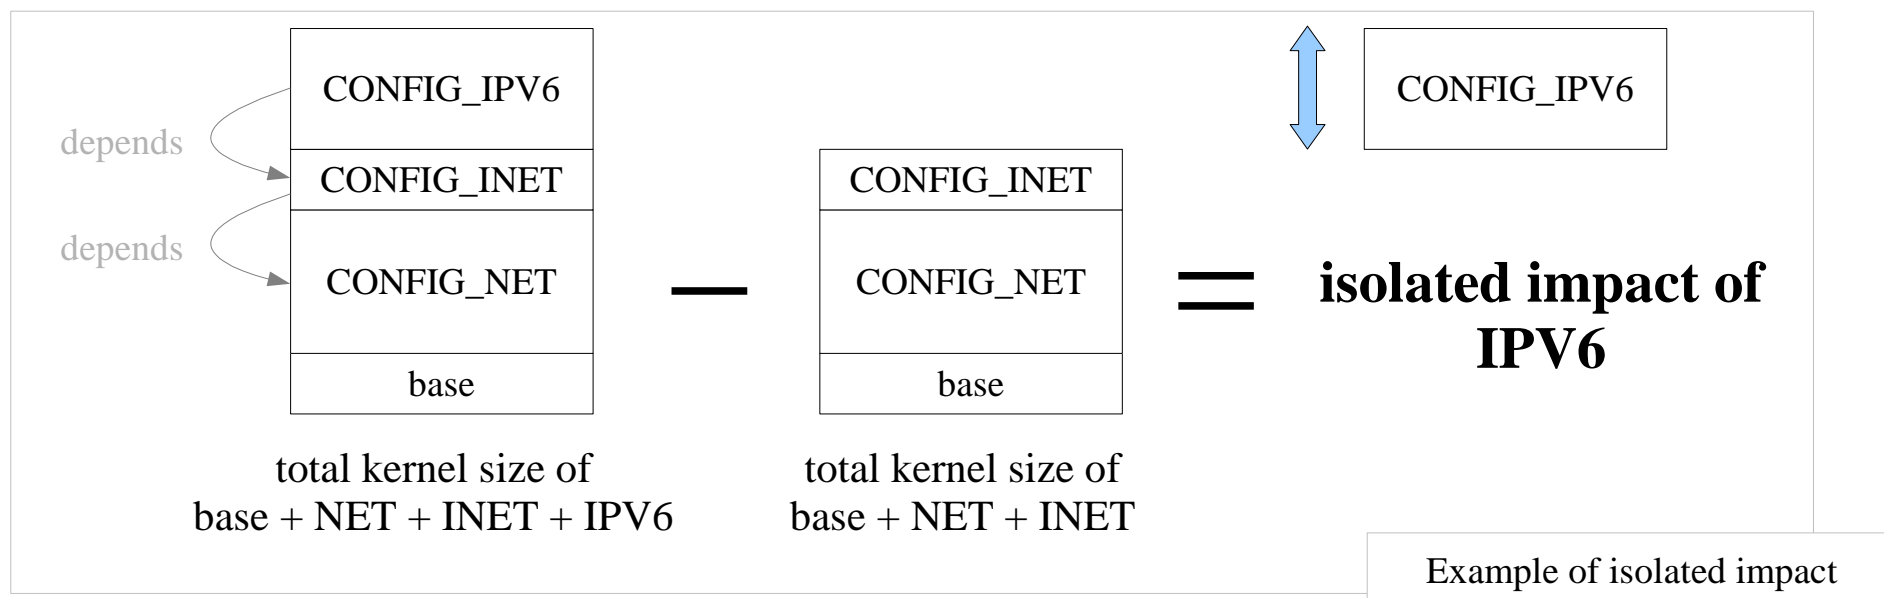 CONFIG_IPV6
depends
CONFIG_INET
depends
CONFIG_NET
base
total kernel size of
base + NET + INET + IPV6
CONFIG_INET
CONFIG_NET
base
total kernel size of
base + NET + INET
CONFIG_IPV6
isolated impact of
IPV6
Example of isolated impact